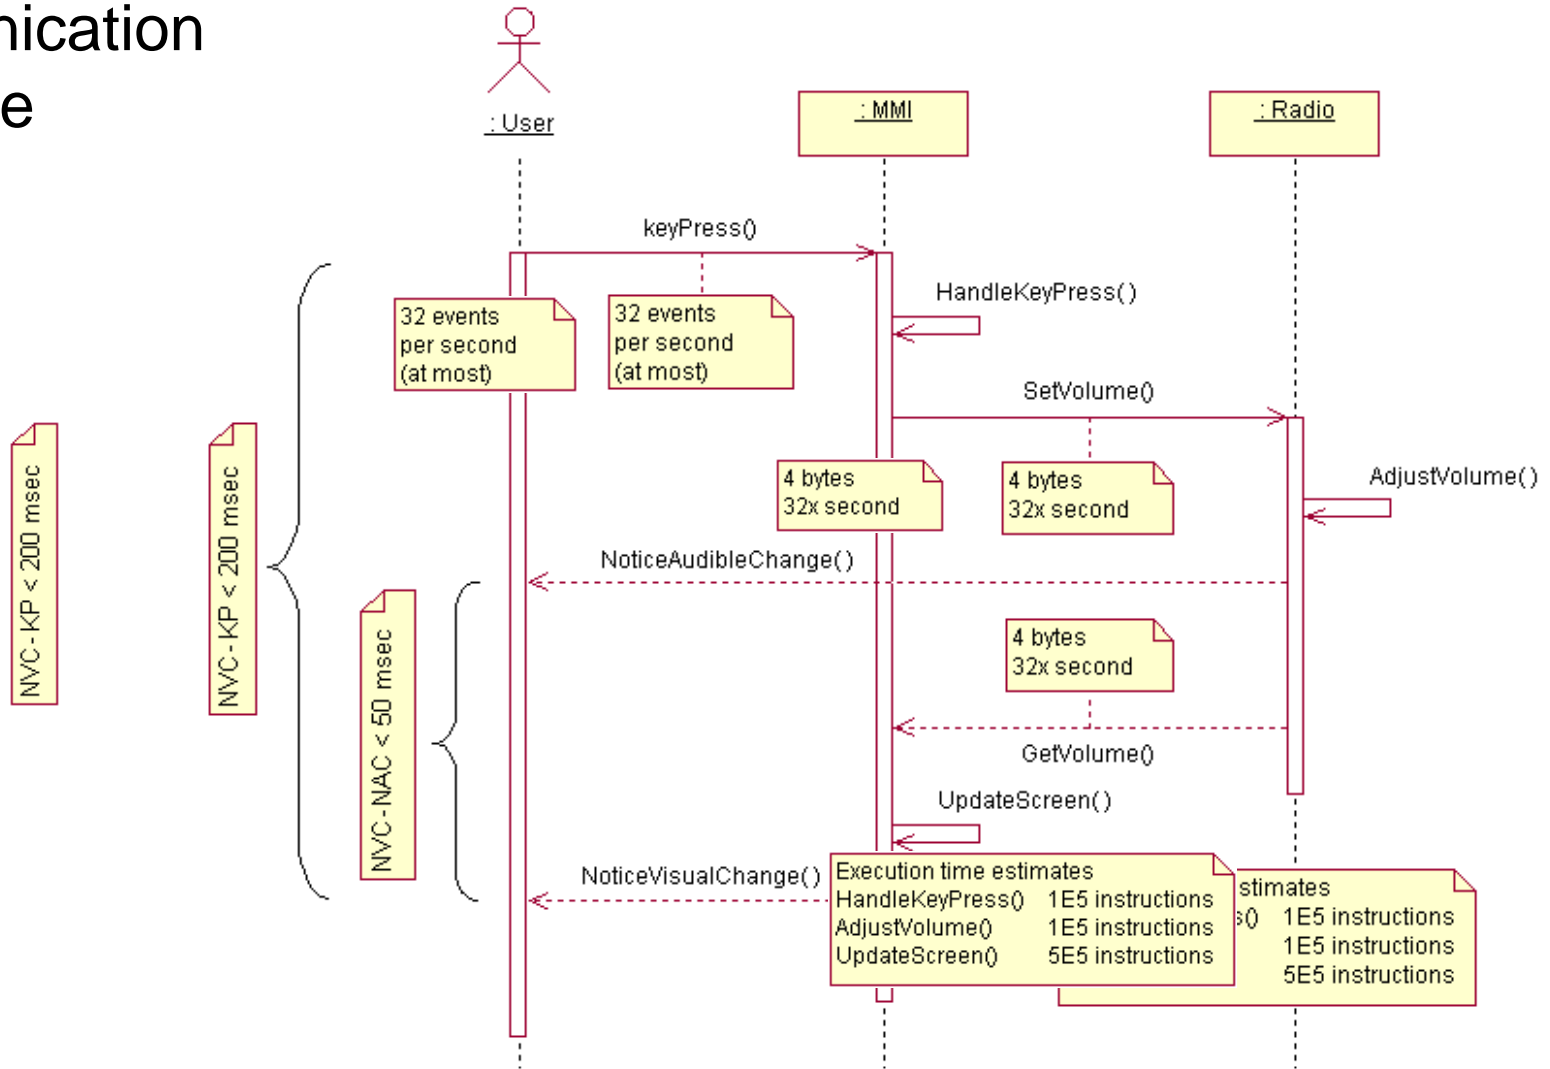 : User
: MMI
: Radio
keyPress()
HandleKeyPress()
32 events
per second
(at most)
32 events
per second
(at most)
SetVolume()
4 bytes
32x second
4 bytes
32x second
AdjustVolume()
NVC-KP < 200 msec
NVC-KP < 200 msec
NoticeAudibleChange()
NVC-NAC < 50 msec
4 bytes
32x second
GetVolume()
UpdateScreen()
NoticeVisualChange()
Execution time estimates
HandleKeyPress() 1E5 instructions
AdjustVolume() 1E5 instructions
UpdateScreen() 5E5 instructions
1E5 instructions
1E5 instructions
5E5 instructions